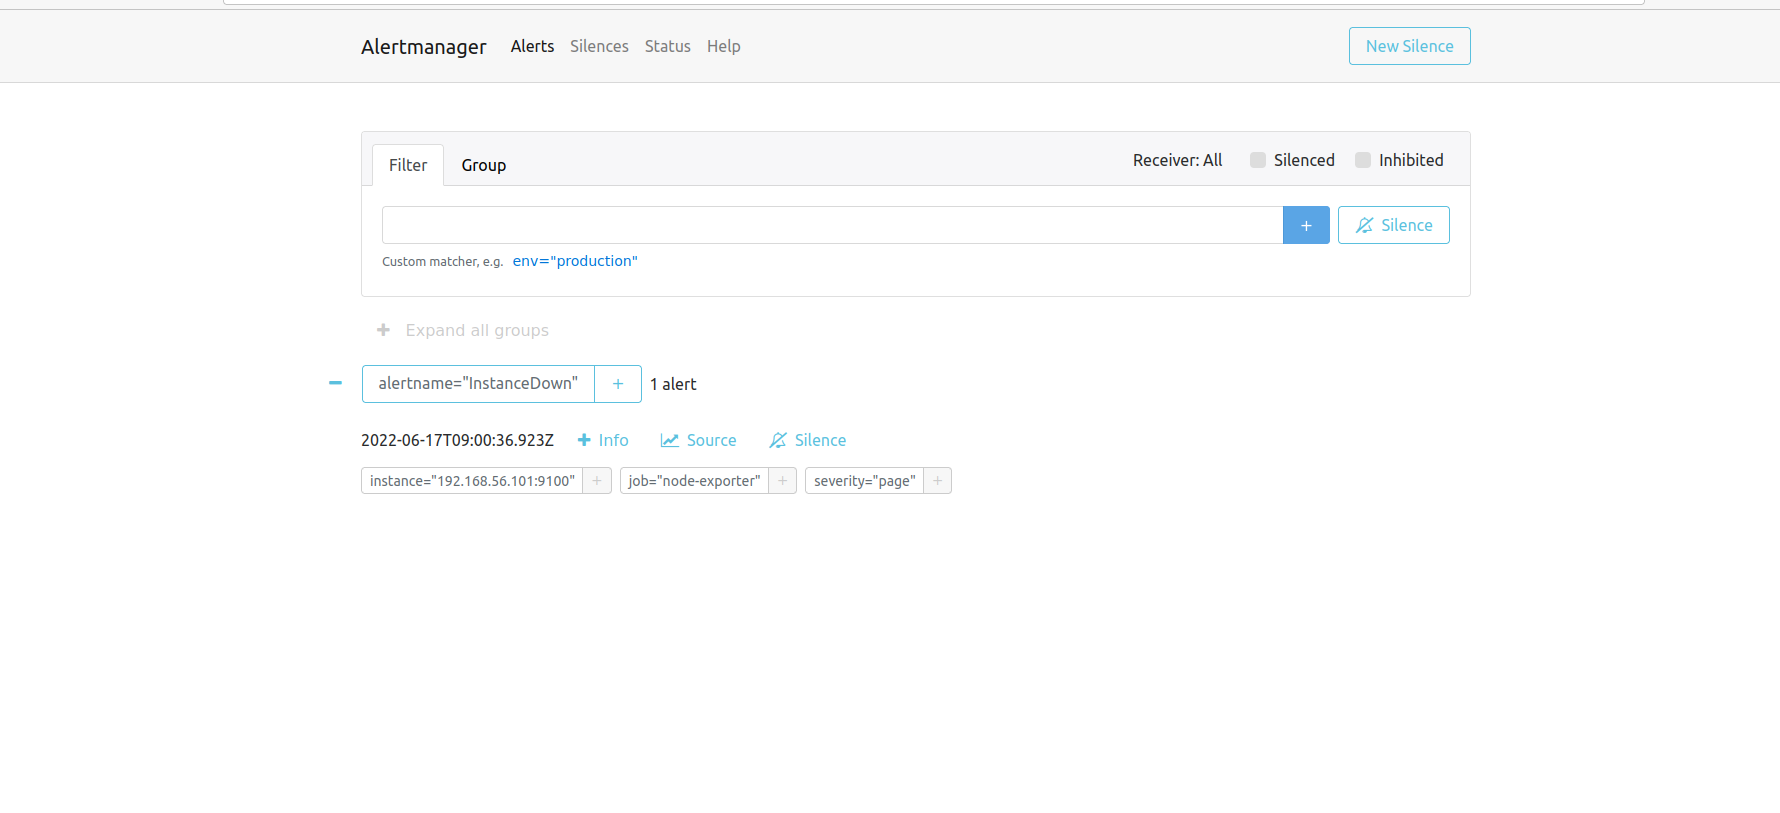 Alertmanager Alerts Silences Status Help New Silence
Filter Group Receiver: All Silenced Inhibited
+ Silence
Custom matcher, e.g. env="production"
+ Expand all groups
alertname="InstanceDown" + 1 alert
2022-06-17T09:00:36.923Z + Info Source Silence
instance="192.168.56.101:9100" + job="node-exporter" + severity="page" +